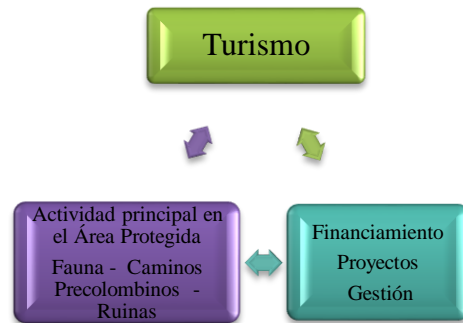 Turismo
Actividad principal en
el Área Protegida
Fauna - Caminos
Precolombinos -
Ruinas
Financiamiento
Proyectos
Gestión